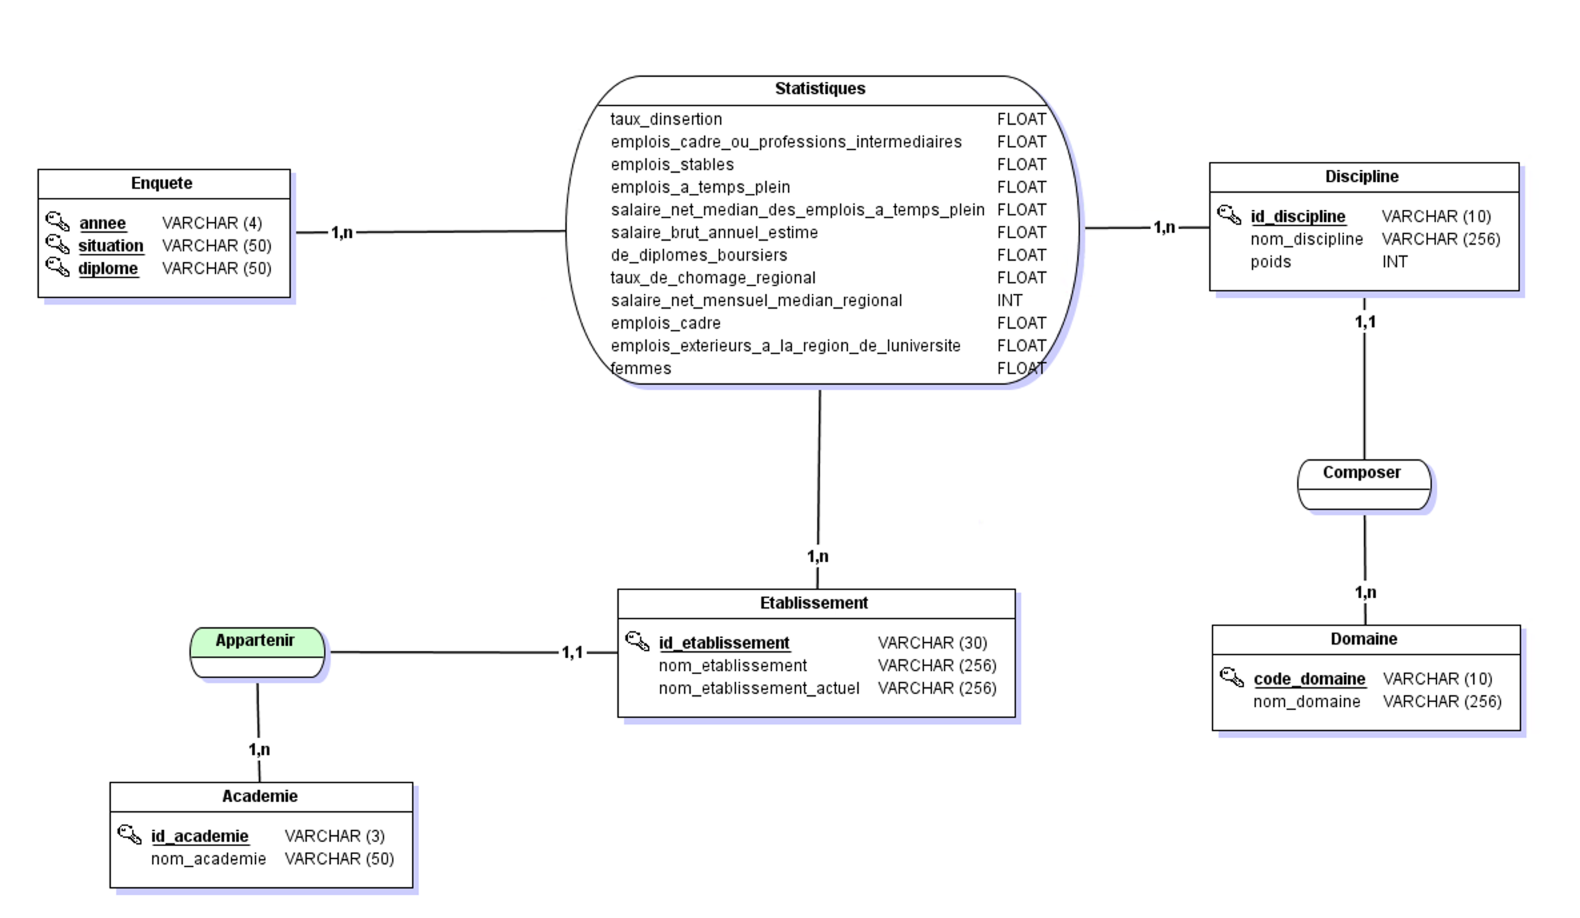 Statistiques
taux_dinsertion FLOAT
emplois_cadre_ou_professions_intermediaires FLOAT
emplois_stables FLOAT
emplois_a_temps_plein FLOAT
salaire_net_median_des_emplois_a_temps_plein FLOAT
salaire_brut_annuel_estime FLOAT
de_diplomes_boursiers FLOAT
taux_de_chomage_regional FLOAT
salaire_net_mensuel_median_regional INT
emplois_cadre FLOAT
emplois_exterieurs_a_la_region_de_luniversite FLOAT
femmes FLOAT
Enquete
annee VARCHAR (4)
situation VARCHAR (50)
diplome VARCHAR (50)
1,n
1,n
Discipline
id_discipline VARCHAR (10)
nom_discipline VARCHAR (256)
poids INT
1,1
Composer
1,n
Domaine
code_domaine VARCHAR (10)
nom_domaine VARCHAR (256)
1,n
Etablissement
id_etablissement VARCHAR (30)
nom_etablissement VARCHAR (256)
nom_etablissement_actuel VARCHAR (256)
1,1
Appartenir
1,n
Academie
id_academie VARCHAR (3)
nom_academie VARCHAR (50)